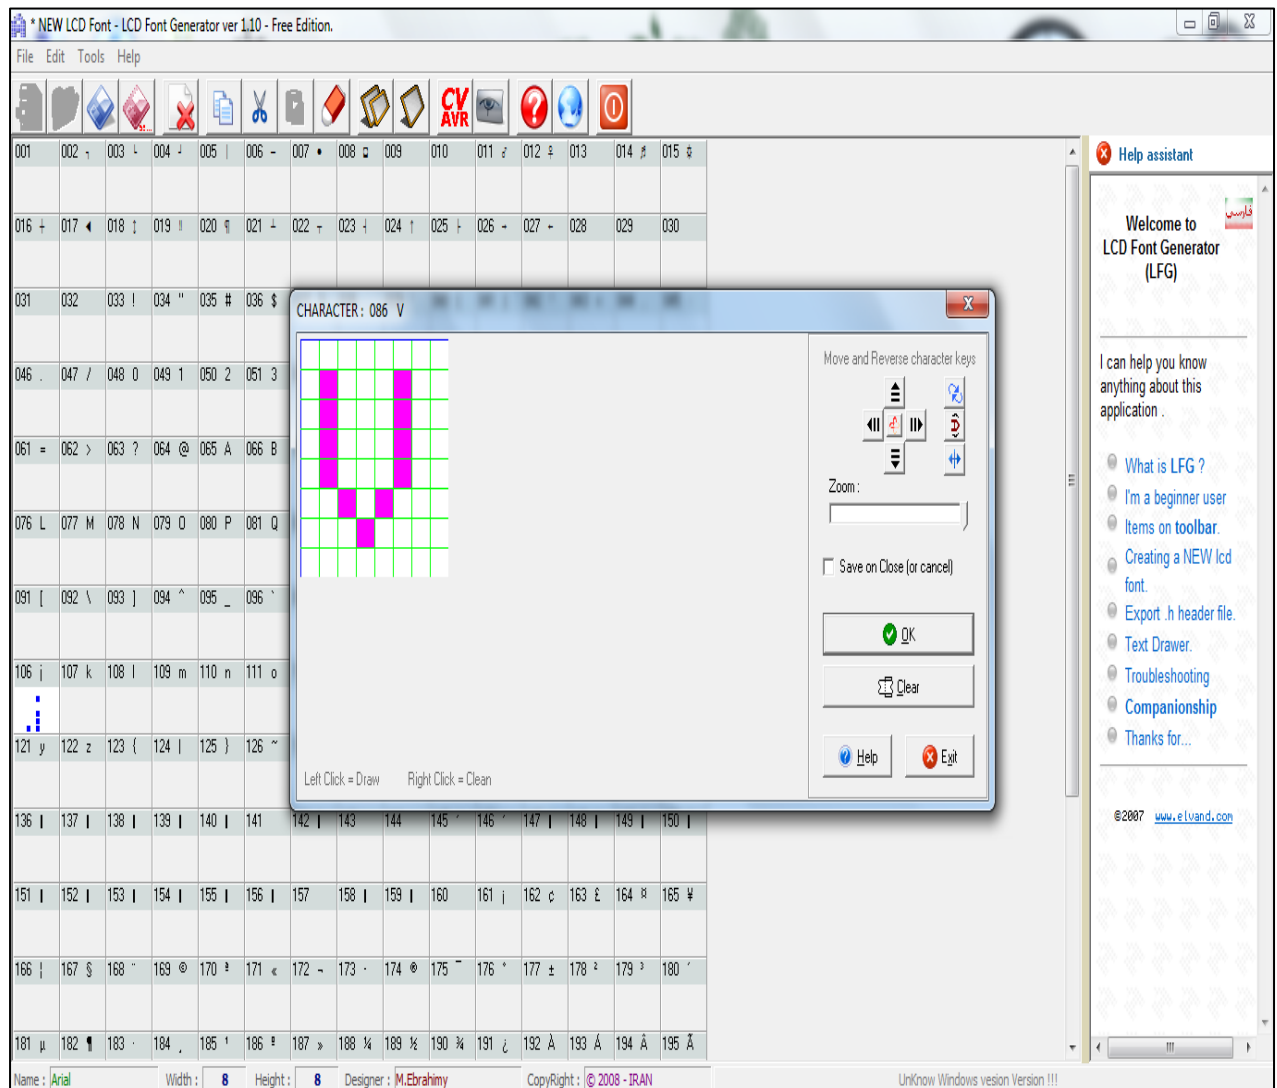 * NEW LCD Font - LCD Font Generator ver 1.10 - Free Edition.
File Edit Tools Help
CV
AVR
001 002 ┐ 003 └ 004 ┘ 005 | 006 − 007 • 008 ◘ 009 010 011 ♂ 012 ♀ 013 014 ♬ 015 ☼
016 ┼ 017 ◄ 018 ↕ 019 ‼ 020 ¶ 021 ┴ 022 ┬ 023 ┤ 024 ↑ 025 ├ 026 → 027 ← 028 029 030
031 032 033 ! 034 " 035 # 036 $
046 . 047 / 048 0 049 1 050 2 051 3
061 = 062 > 063 ? 064 @ 065 A 066 B
076 L 077 M 078 N 079 O 080 P 081 Q
091 [ 092 \ 093 ] 094 ^ 095 _ 096 `
106 j 107 k 108 l 109 m 110 n 111 o
121 y 122 z 123 { 124 | 125 } 126 ~
136 ❙ 137 ❙ 138 ❙ 139 ❙ 140 ❙ 141 142 ❙ 143 144 145 ‘ 146 ’ 147 ❙ 148 ❙ 149 ❙ 150 ❙
151 ❙ 152 ❙ 153 ❙ 154 ❙ 155 ❙ 156 ❙ 157 158 ❙ 159 ❙ 160 161 ¡ 162 ¢ 163 £ 164 ¤ 165 ¥
166 ¦ 167 § 168 ¨ 169 © 170 ª 171 « 172 ¬ 173 · 174 ® 175 ¯ 176 ° 177 ± 178 ² 179 ³ 180 ´
181 µ 182 ¶ 183 · 184 ¸ 185 ¹ 186 º 187 » 188 ¼ 189 ½ 190 ¾ 191 ¿ 192 À 193 Á 194 Â 195 Ã
CHARACTER : 086 V
Move and Reverse character keys
Zoom :
Save on Close (or cancel)
OK
Clear
Help Exit
Left Click = Draw Right Click = Clean
Help assistant
فارسی
Welcome to
LCD Font Generator
(LFG)
I can help you know
anything about this
application .
What is LFG ?
I'm a beginner user
Items on toolbar.
Creating a NEW lcd
font.
Export .h header file.
Text Drawer.
Troubleshooting
Companionship
Thanks for...
©2007 www.elvand.com
Name : Arial Width : 8 Height : 8 Designer : M.Ebrahimy CopyRight : © 2008 - IRAN UnKnow Windows vesion Version !!!